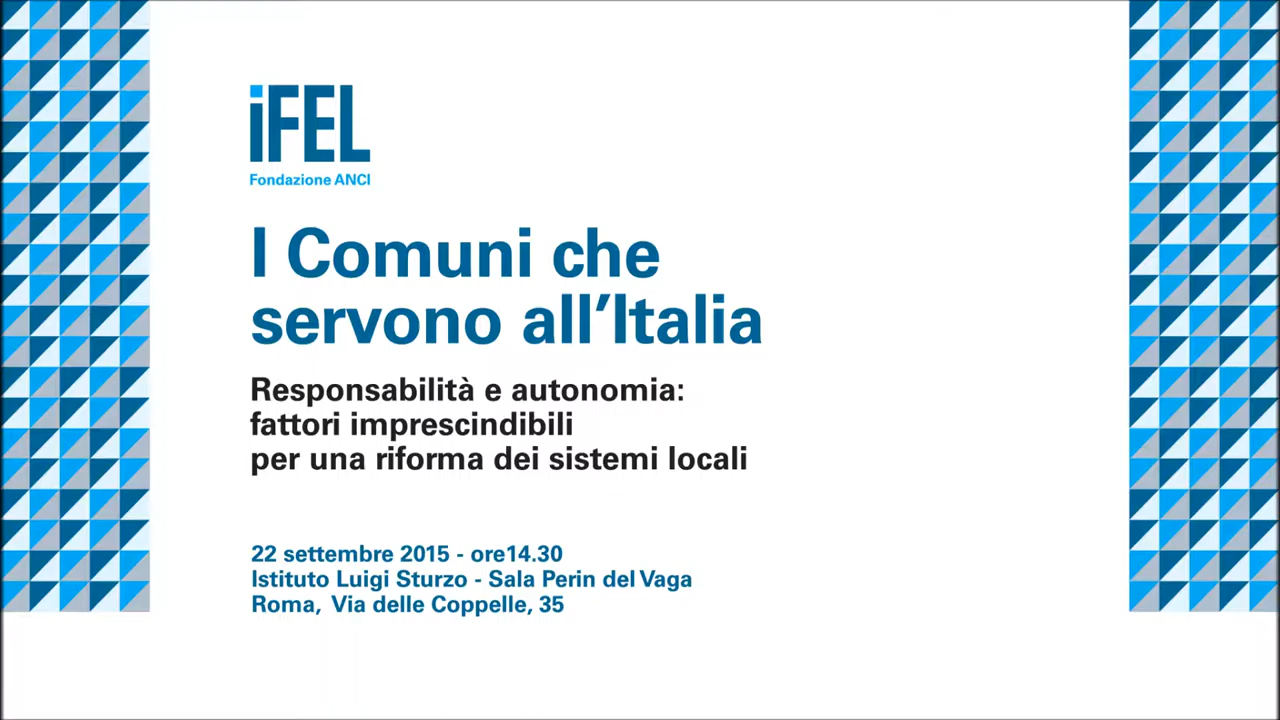 iFEL
Fondazione ANCI
I Comuni che
servono all'Italia
Responsabilità e autonomia:
fattori imprescindibili
per una riforma dei sistemi locali
22 settembre 2015 - ore14.30
Istituto Luigi Sturzo - Sala Perin del Vaga
Roma, Via delle Coppelle, 35